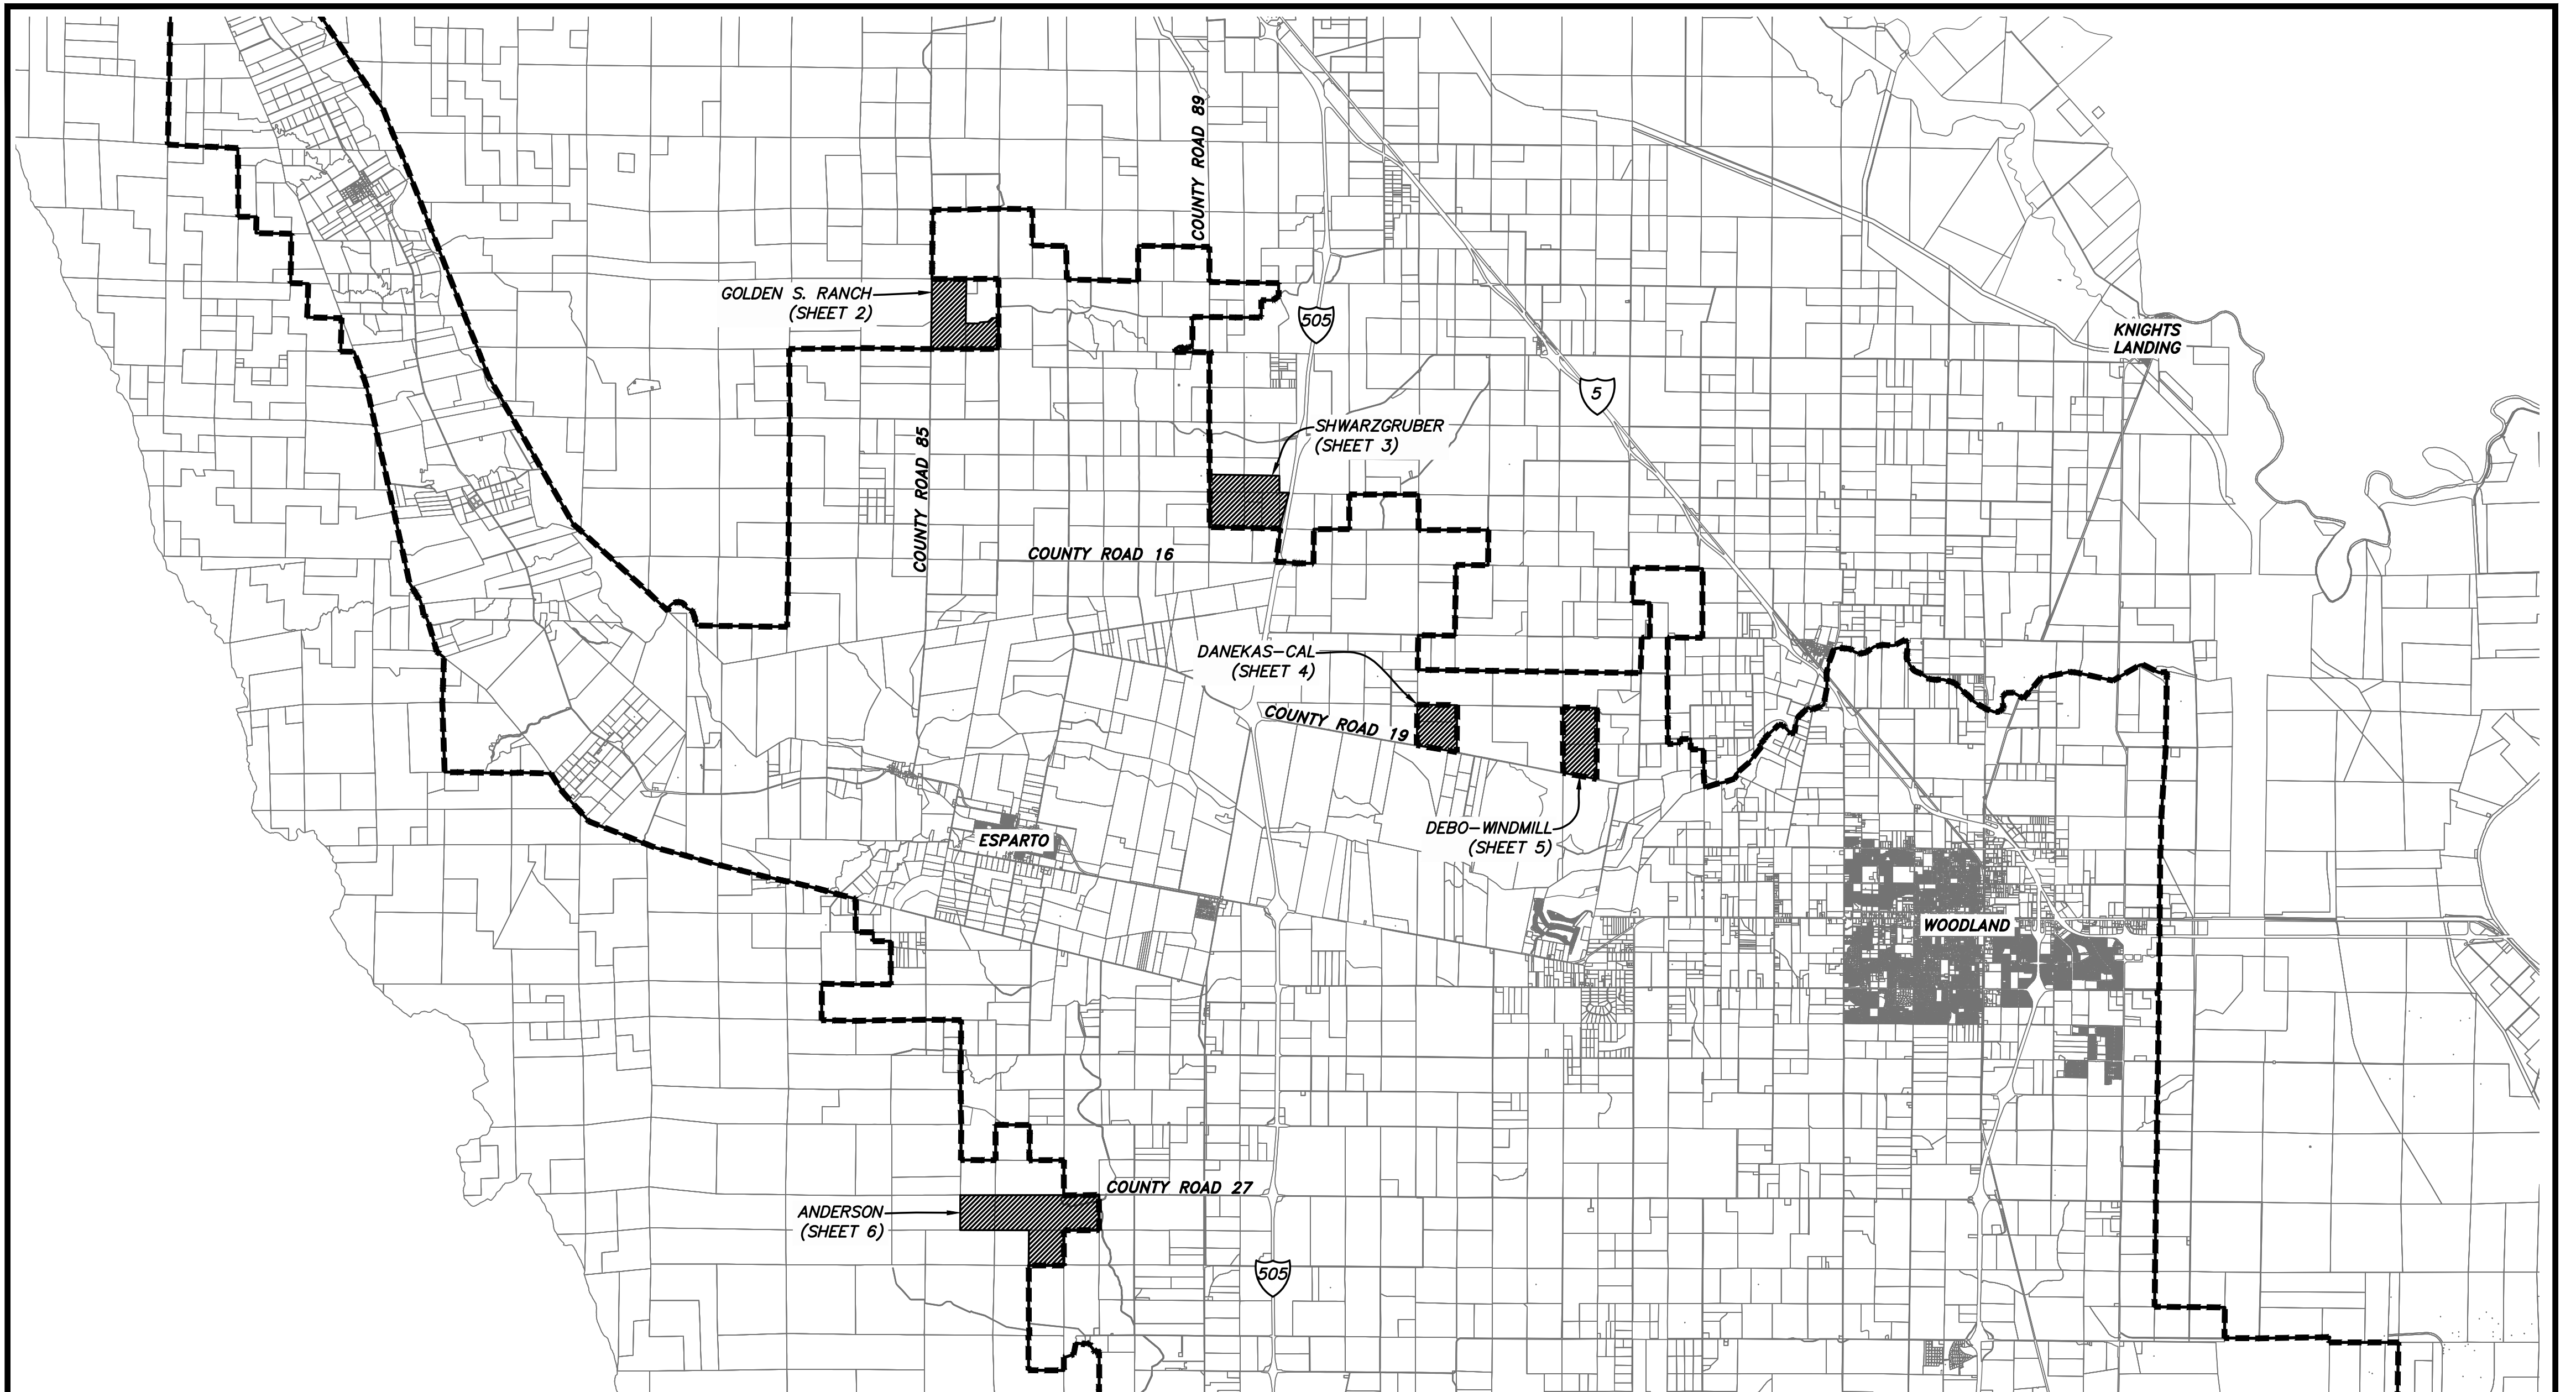 COUNTY ROAD 89
GOLDEN S. RANCH
(SHEET 2)
505
KNIGHTS
LANDING
5
SHWARZGRUBER
(SHEET 3)
COUNTY ROAD 85
COUNTY ROAD 16
DANEKAS-CAL
(SHEET 4)
COUNTY ROAD 19
DEBO-WINDMILL
(SHEET 5)
ESPARTO
WOODLAND
COUNTY ROAD 27
ANDERSON
(SHEET 6)
505